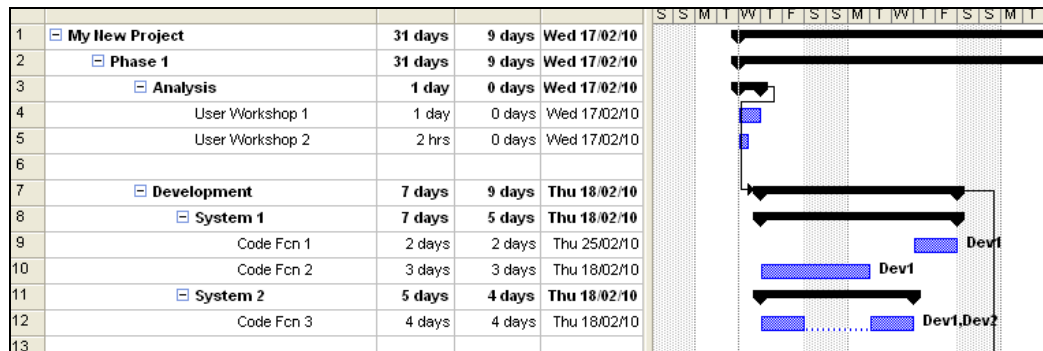 S S M T W T F S S M T W T F S S M T
1 My New Project 31 days 9 days Wed 17/02/10
2 Phase 1 31 days 9 days Wed 17/02/10
3 Analysis 1 day 0 days Wed 17/02/10
4 User Workshop 1 1 day 0 days Wed 17/02/10
5 User Workshop 2 2 hrs 0 days Wed 17/02/10
6
7 Development 7 days 9 days Thu 18/02/10
8 System 1 7 days 5 days Thu 18/02/10
9 Code Fcn 1 2 days 2 days Thu 25/02/10 Dev1
10 Code Fcn 2 3 days 3 days Thu 18/02/10 Dev1
11 System 2 5 days 4 days Thu 18/02/10
12 Code Fcn 3 4 days 4 days Thu 18/02/10 Dev1,Dev2
13